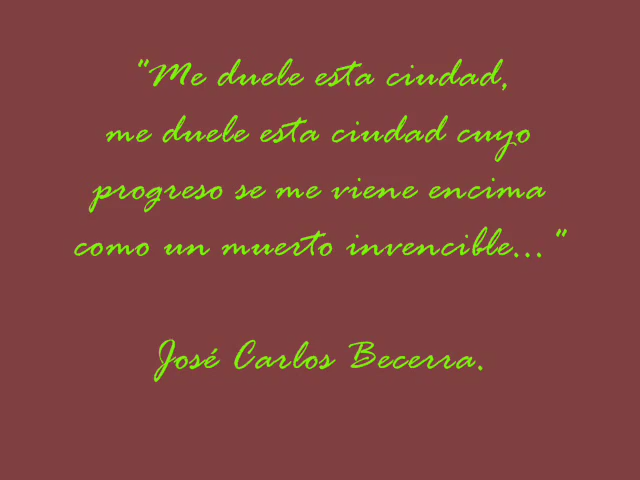 "Me duele esta ciudad,
me duele esta ciudad cuyo
progreso se me viene encima
como un muerto invencible..."
José Carlos Becerra.